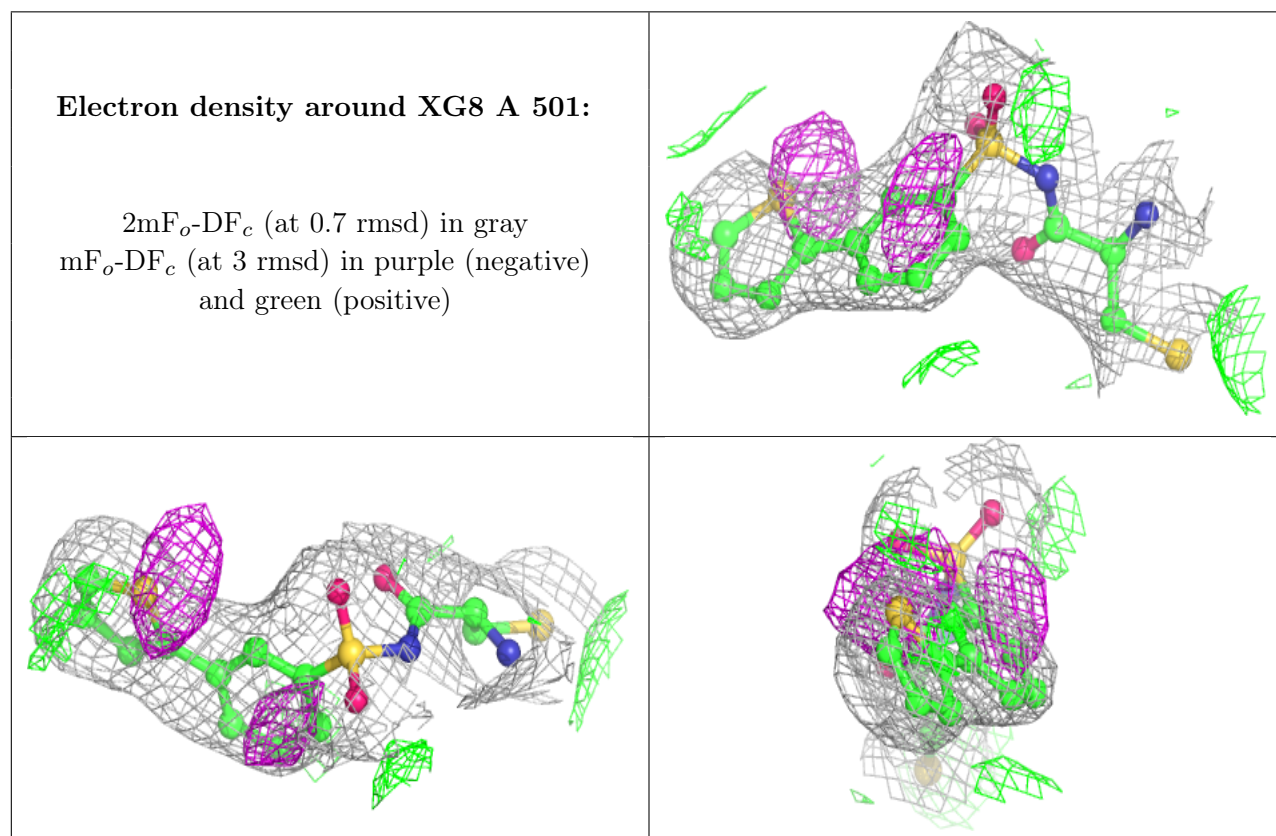 Electron density around XG8 A 501:
2mFₒ-DF𝒸 (at 0.7 rmsd) in gray
mFₒ-DF𝒸 (at 3 rmsd) in purple (negative)
and green (positive)